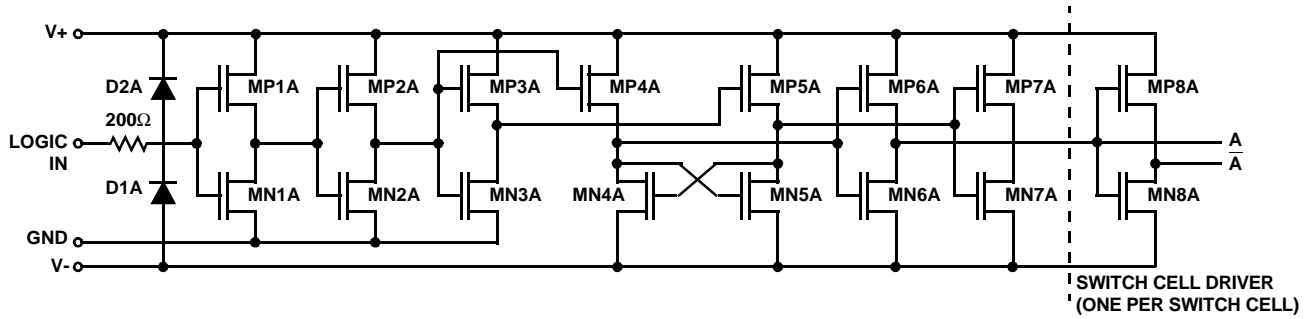 V+
D2A
MP1A
MP2A
MP3A
MP4A
MP5A
MP6A
MP7A
MP8A
200Ω
LOGIC
IN
A
A̅
D1A
MN1A
MN2A
MN3A
MN4A
MN5A
MN6A
MN7A
MN8A
GND
V-
SWITCH CELL DRIVER
(ONE PER SWITCH CELL)